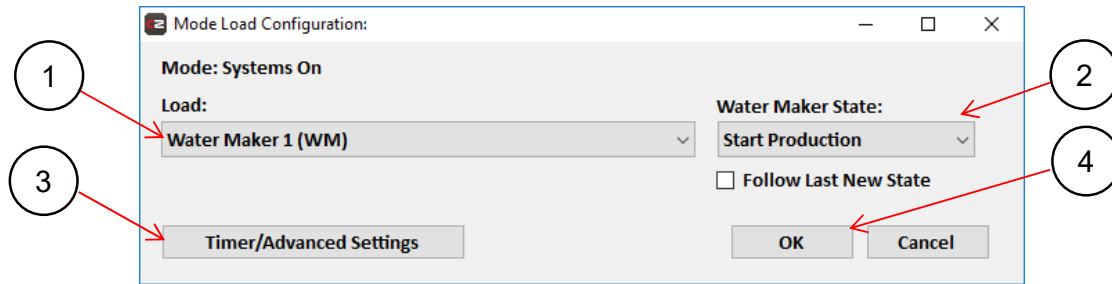 CZ Mode Load Configuration:
1
Mode: Systems On
2
Load:
Water Maker State:
Water Maker 1 (WM)
Start Production
3
Follow Last New State
4
Timer/Advanced Settings
OK
Cancel